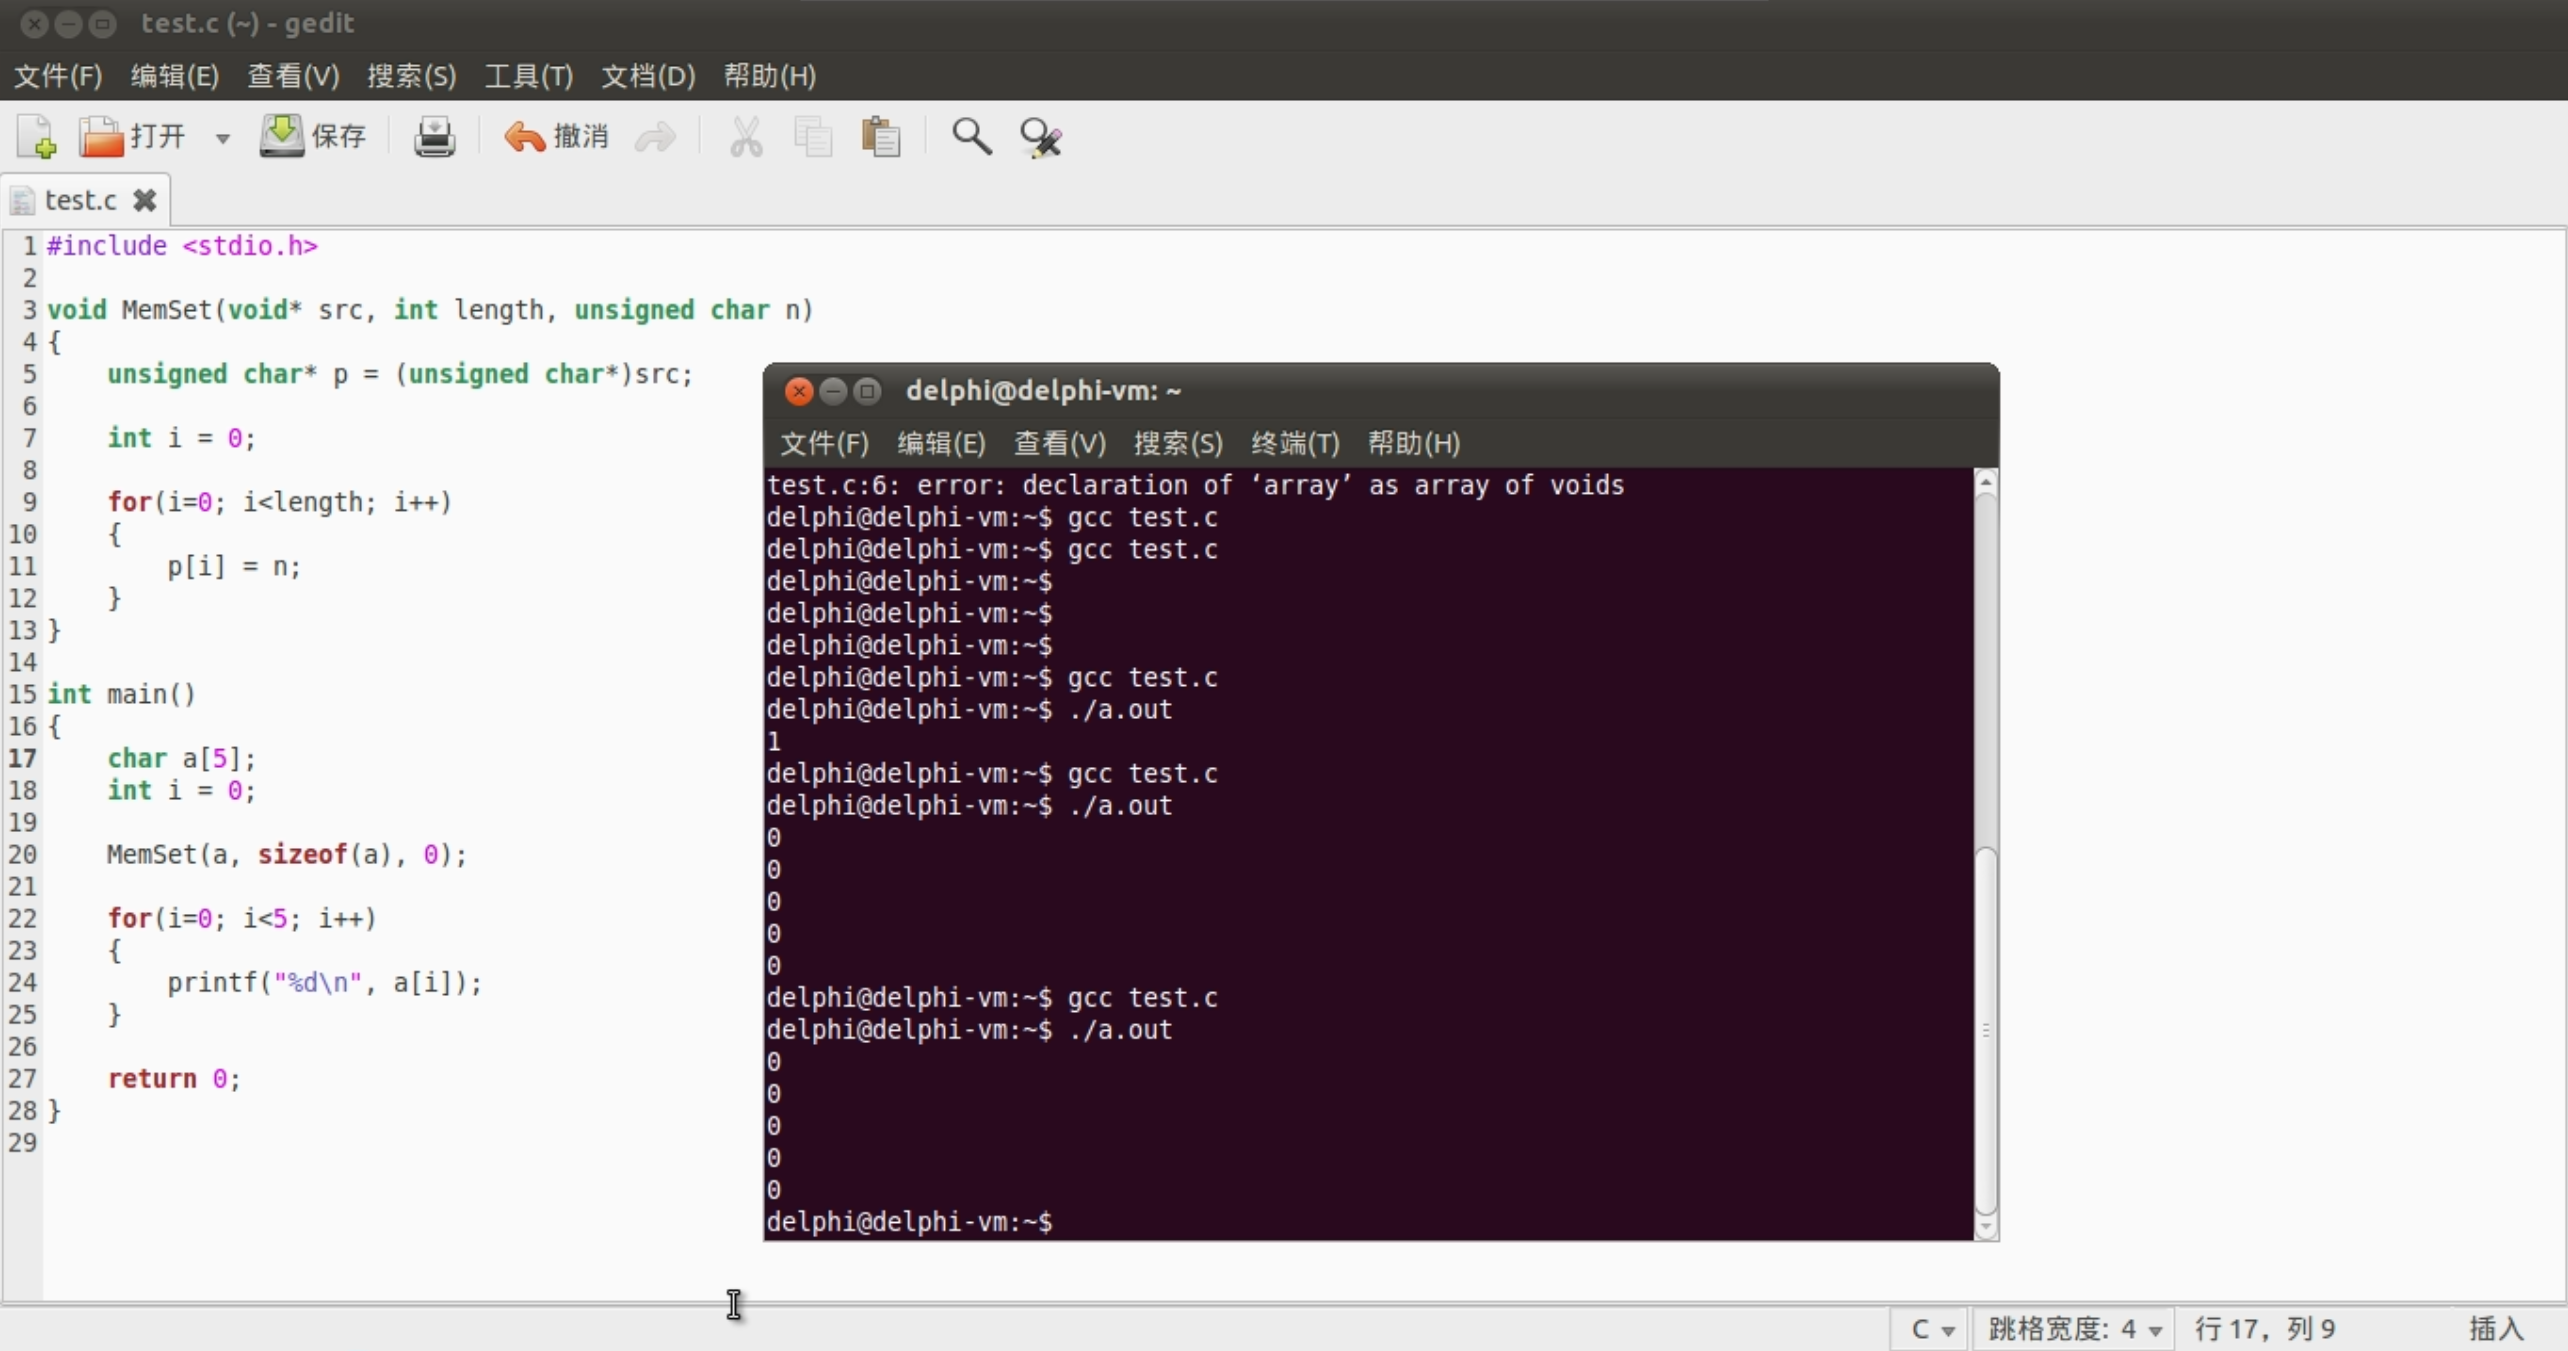 test.c (~) - gedit
文件(F) 编辑(E) 查看(V) 搜索(S) 工具(T) 文档(D) 帮助(H)
打开 保存 撤消
test.c
1 #include <stdio.h>
2
3 void MemSet(void* src, int length, unsigned char n)
4 {
5     unsigned char* p = (unsigned char*)src;
6
7     int i = 0;
8
9     for(i=0; i<length; i++)
10     {
11         p[i] = n;
12     }
13 }
14
15 int main()
16 {
17     char a[5];
18     int i = 0;
19
20     MemSet(a, sizeof(a), 0);
21
22     for(i=0; i<5; i++)
23     {
24         printf("%d\n", a[i]);
25     }
26
27     return 0;
28 }
29
delphi@delphi-vm: ~
文件(F) 编辑(E) 查看(V) 搜索(S) 终端(T) 帮助(H)
test.c:6: error: declaration of ‘array’ as array of voids
delphi@delphi-vm:~$ gcc test.c
delphi@delphi-vm:~$ gcc test.c
delphi@delphi-vm:~$
delphi@delphi-vm:~$
delphi@delphi-vm:~$
delphi@delphi-vm:~$ gcc test.c
delphi@delphi-vm:~$ ./a.out
1
delphi@delphi-vm:~$ gcc test.c
delphi@delphi-vm:~$ ./a.out
0
0
0
0
0
delphi@delphi-vm:~$ gcc test.c
delphi@delphi-vm:~$ ./a.out
0
0
0
0
0
delphi@delphi-vm:~$
C 跳格宽度: 4 行 17，列 9 插入